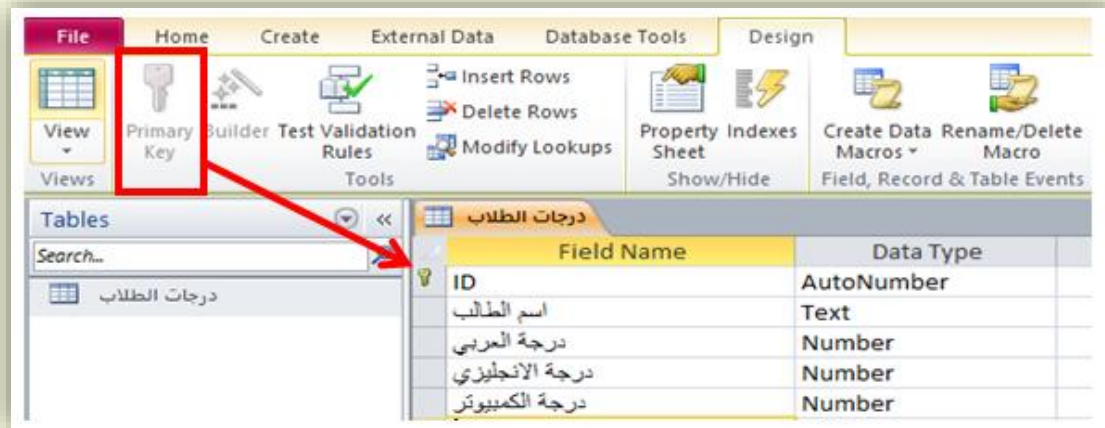 File Home Create External Data Database Tools Design
View Primary Key Builder Test Validation Rules Insert Rows Delete Rows Modify Lookups Property Sheet Indexes Create Data Macros Rename/Delete Macro
Views Tools Show/Hide Field, Record & Table Events
Tables درجات الطلاب
Search... Field Name Data Type
درجات الطلاب
ID AutoNumber
اسم الطالب Text
درجة العربي Number
درجة الانجليزي Number
درجة الكمبيوتر Number